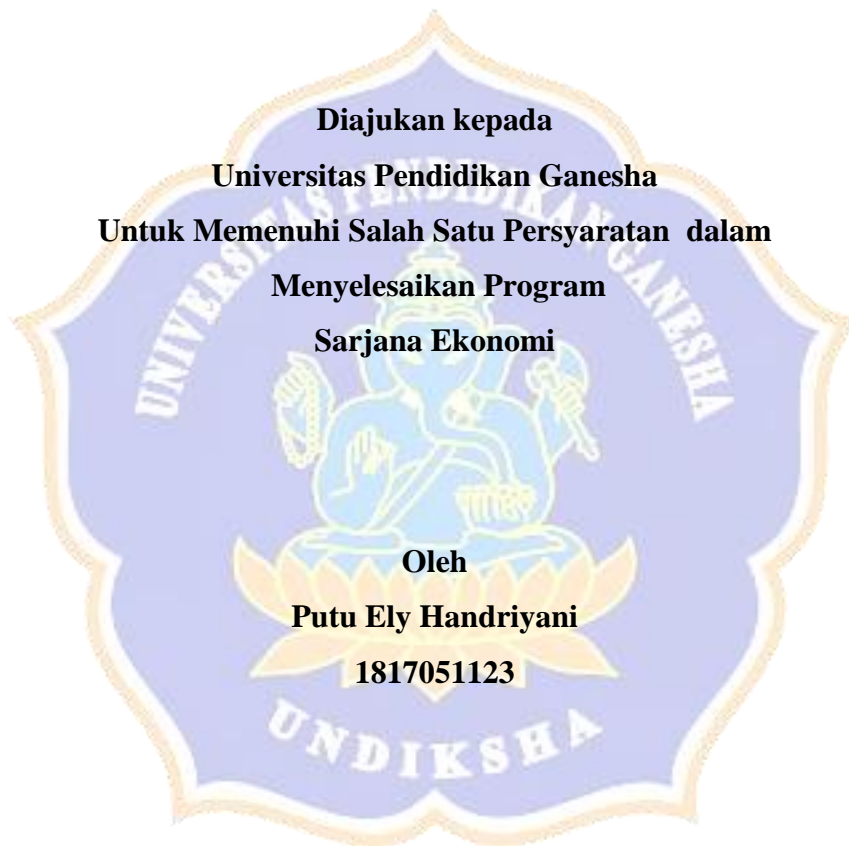 Diajukan kepada
Universitas Pendidikan Ganesha
Untuk Memenuhi Salah Satu Persyaratan dalam
Menyelesaikan Program
Sarjana Ekonomi
Oleh
Putu Ely Handriyani
1817051123
UNIVERSITAS PENDIDIKAN GANESHA
UNDIKSHA